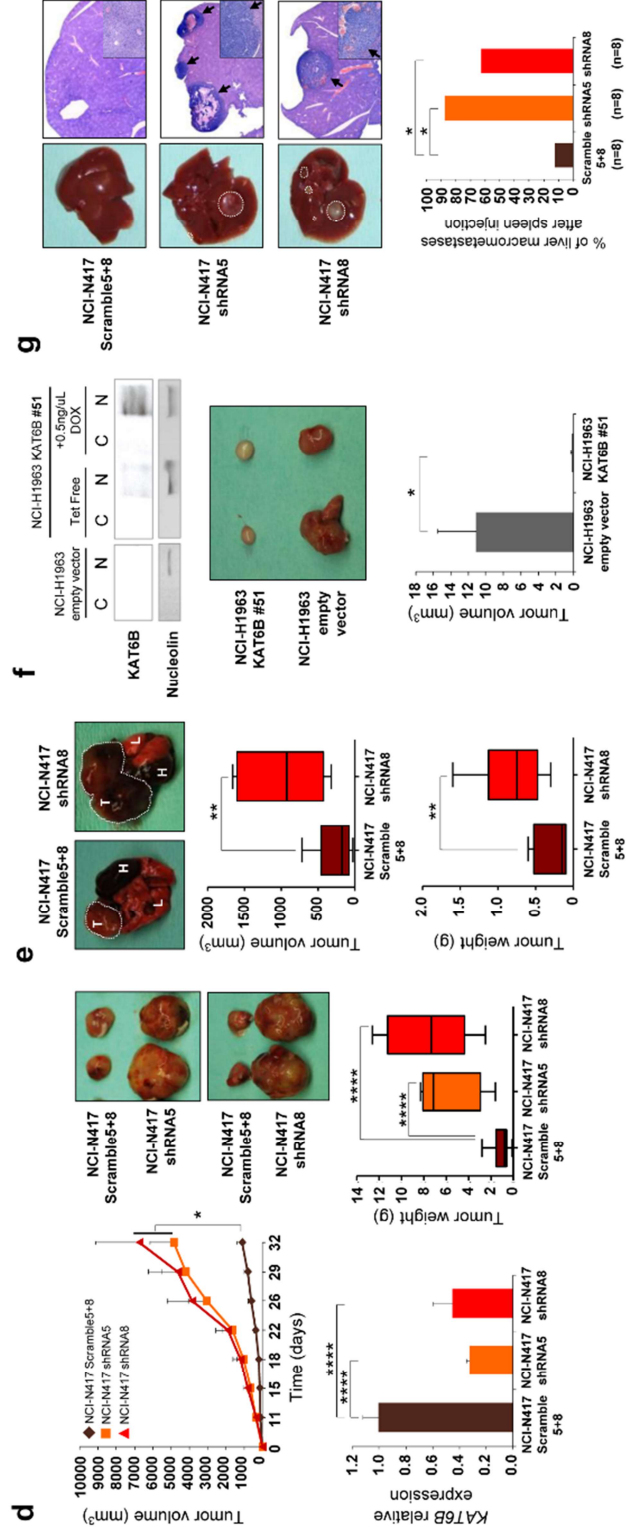 d
Tumor volume (mm³)
10000
9000
8000
7000
6000
5000
4000
3000
2000
1000
0
NCI-N417 Scramble5+8
NCI-N417 shRNA5
NCI-N417 shRNA8
*
0 11 15 18 22 26 29 32
Time (days)
NCI-N417
Scramble5+8
NCI-N417
shRNA5
NCI-N417
Scramble5+8
NCI-N417
shRNA8
KAT6B relative
expression
1.2
1.0
0.8
0.6
0.4
0.2
0.0
****
****
NCI-N417
Scramble
5+8
NCI-N417
shRNA5
NCI-N417
shRNA8
Tumor weight (g)
14
12
10
8
6
4
2
0
****
****
NCI-N417
Scramble
5+8
NCI-N417
shRNA5
NCI-N417
shRNA8
e
NCI-N417
Scramble5+8
NCI-N417
shRNA8
T
H
L
T
L
H
Tumor volume (mm³)
2000
1500
1000
500
0
**
NCI-N417
Scramble
5+8
NCI-N417
shRNA8
Tumor weight (g)
2.0
1.5
1.0
0.5
0
**
NCI-N417
Scramble
5+8
NCI-N417
shRNA8
f
NCI-H1963
empty vector
NCI-H1963 KAT6B #51
Tet Free
+0.5ng/uL
DOX
C N C N C N
KAT6B
Nucleolin
NCI-H1963
KAT6B #51
NCI-H1963
empty
vector
Tumor volume (mm³)
18
16
14
12
10
8
6
4
2
0
*
NCI-H1963
empty vector
NCI-H1963
KAT6B #51
g
NCI-N417
Scramble5+8
NCI-N417
shRNA5
NCI-N417
shRNA8
% of liver macrometastases
after spleen injection
100
90
80
70
60
50
40
30
20
10
0
*
*
Scramble shRNA5 shRNA8
5+8
(n=8) (n=8) (n=8)